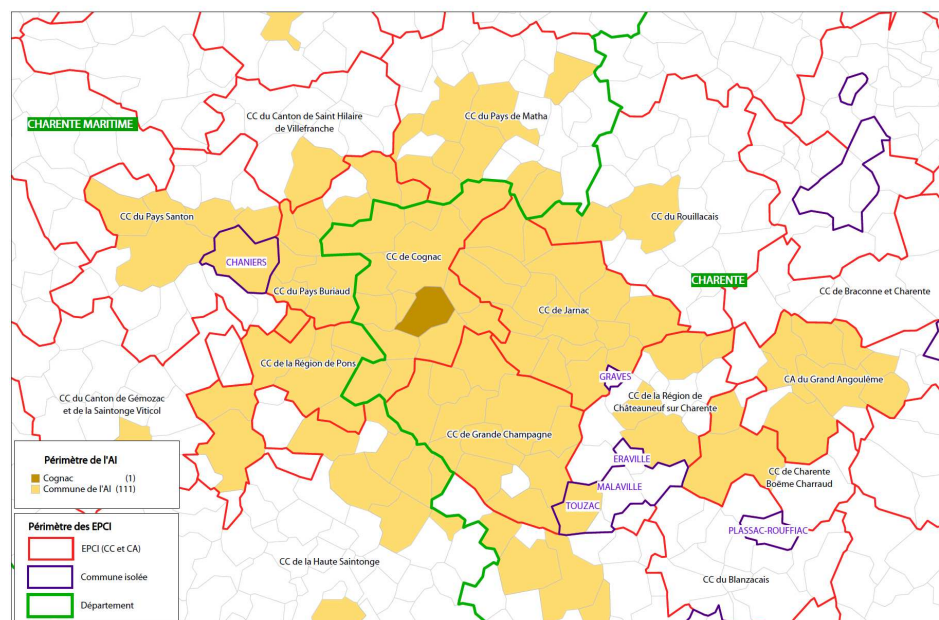 CC du Canton de Saint Hilaire
de Villefranche
CC du Pays de Matha
CHARENTE MARITIME
CC du Pays Santon
CC du Rouillacais
CHANIERS
CC de Cognac
CHARENTE
CC du Pays Buriaud
CC de Braconne et Charente
CC de Jarnac
CC de la Région de Pons
GRAVES
CA du Grand Angoulême
CC du Canton de Gémozac
et de la Saintonge Viticol
CC de la Région de
Châteauneuf sur Charente
CC de Grande Champagne
ERAVILLE
CC de Charente
Boëme Charraud
MALAVILLE
TOUZAC
PLASSAC-ROUFFIAC
CC de la Haute Saintonge
CC du Blanzacais
Périmètre de l'AI
Cognac (1)
Commune de l'AI (111)
Périmètre des EPCI
EPCI (CC et CA)
Commune isolée
Département